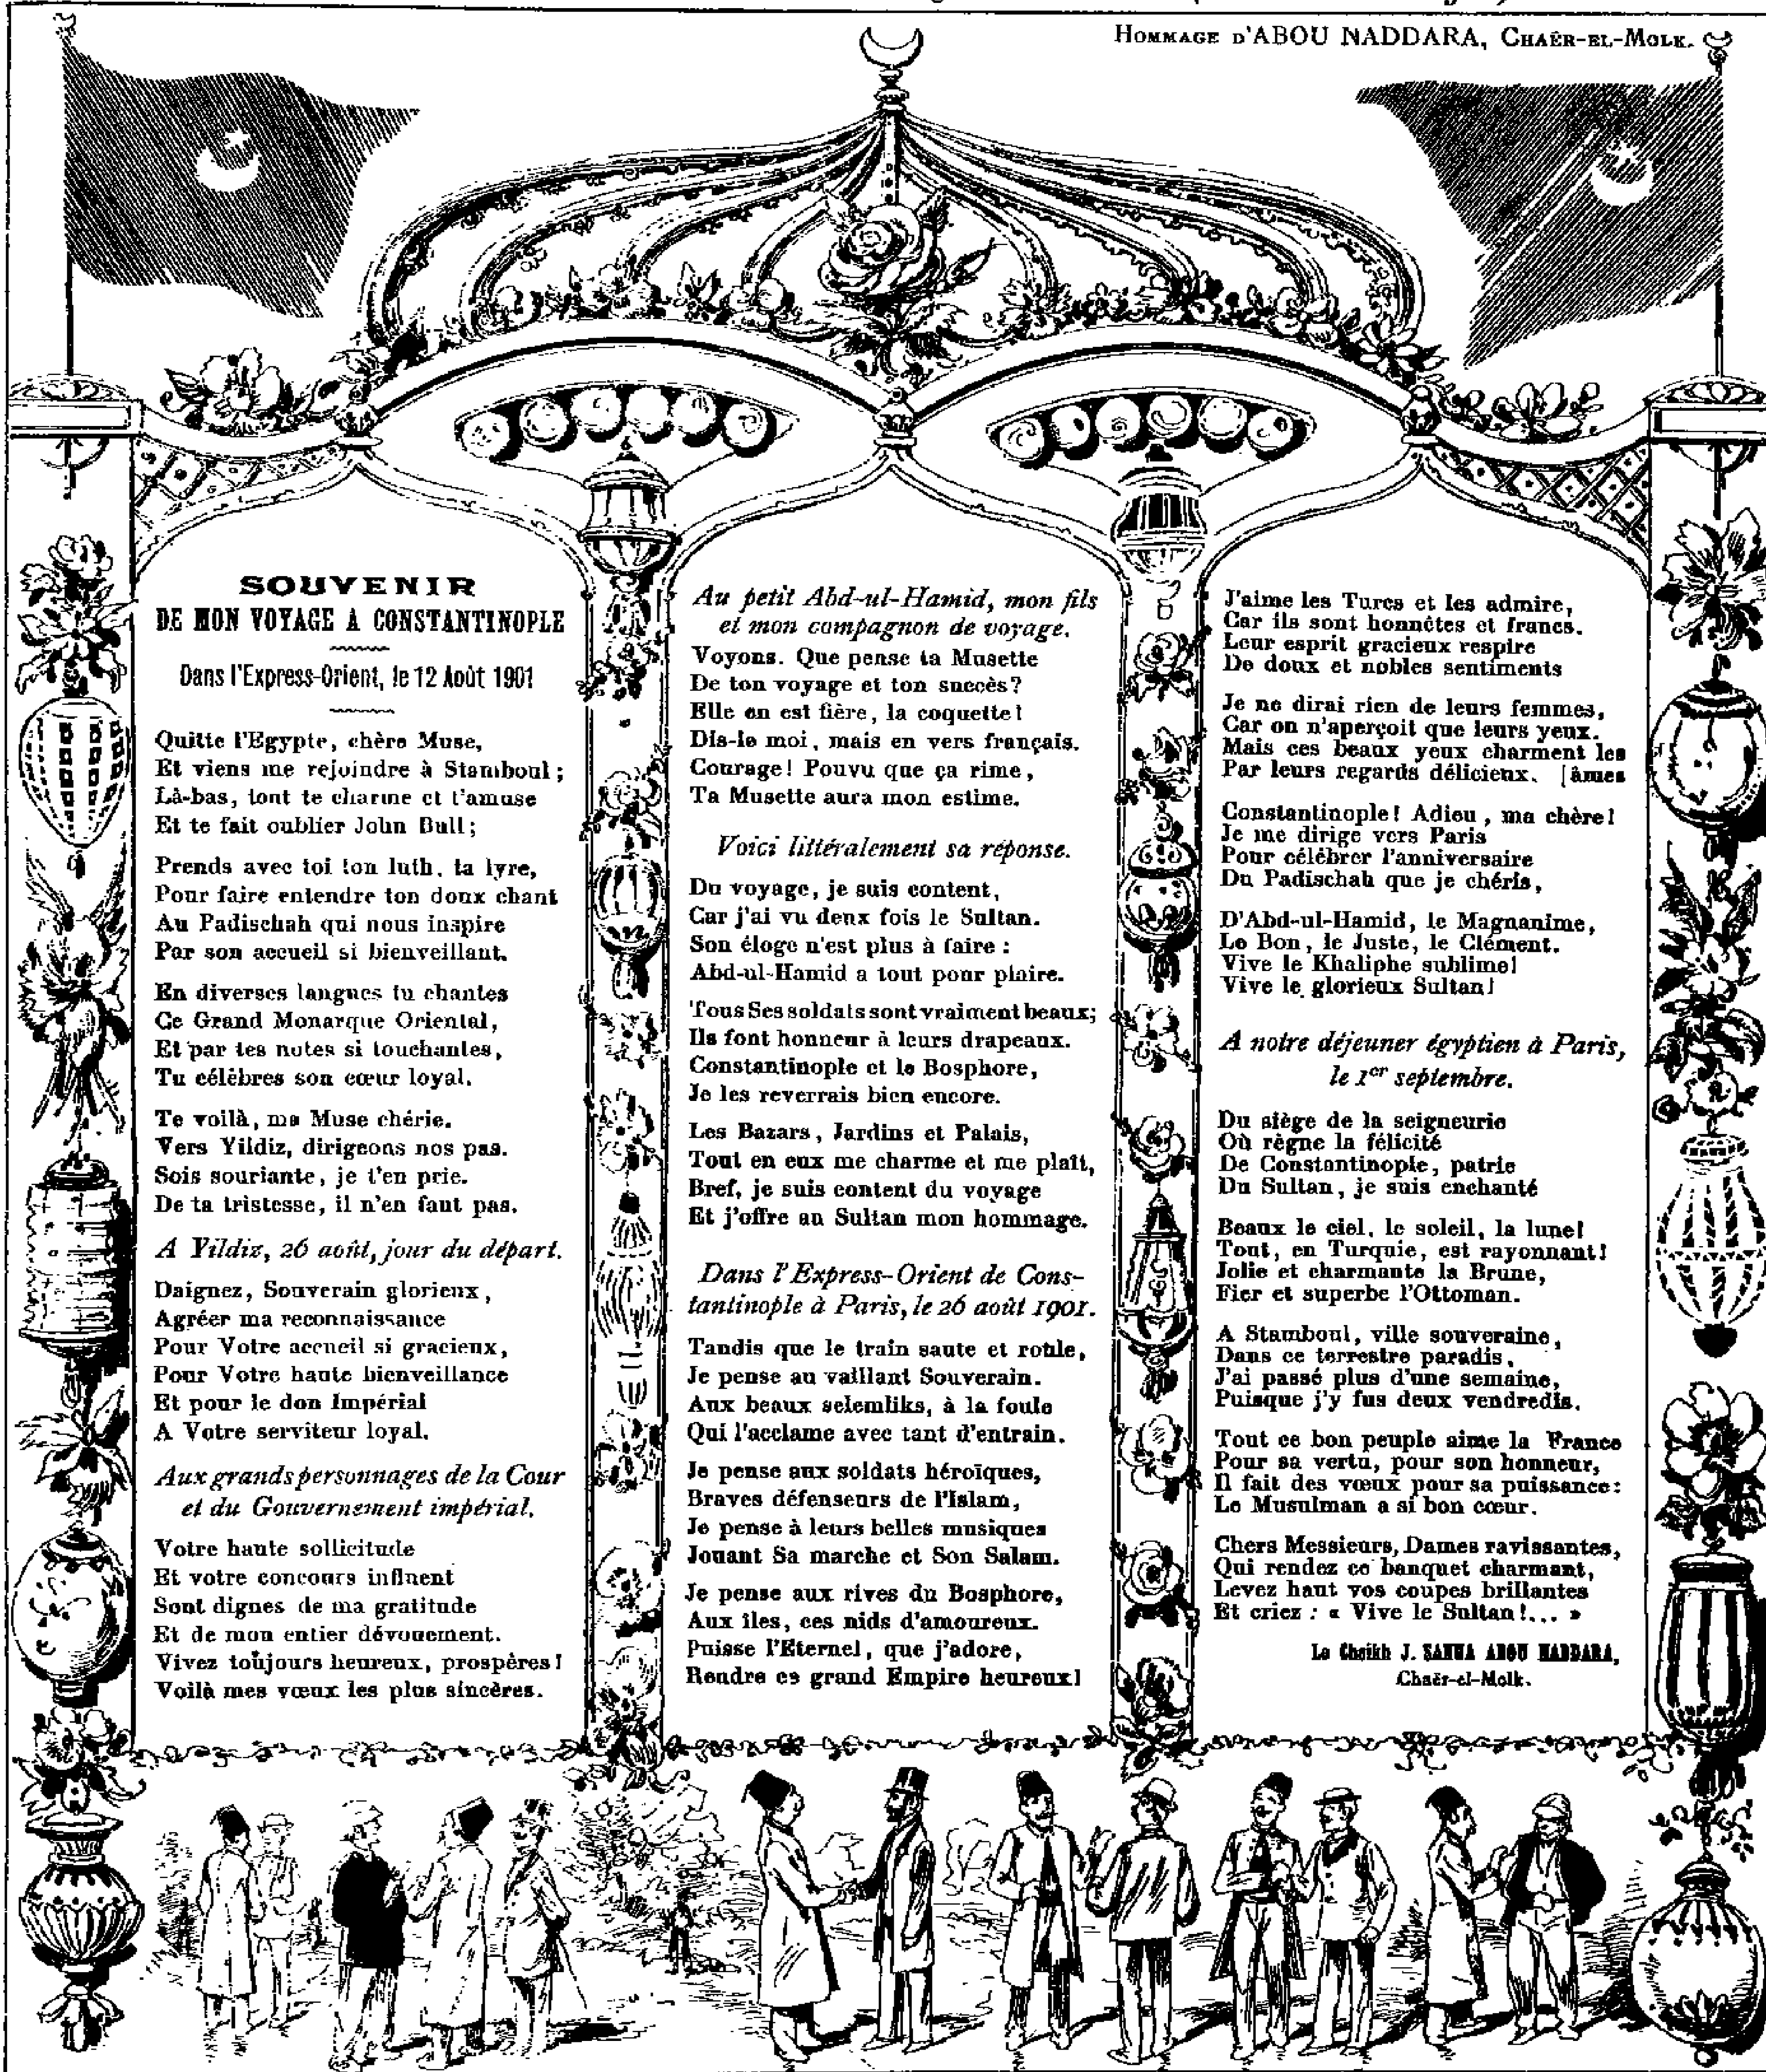 HOMMAGE D'ABOU NADDARA, CHAËR-EL-MOLK.
SOUVENIR
DE MON VOYAGE A CONSTANTINOPLE
Dans l'Express-Orient, le 12 Août 1901
Quitte l'Egypte, chère Muse,
Et viens me rejoindre à Stamboul;
Là-bas, tout te charme et t'amuse
Et te fait oublier John Bull;
Prends avec toi ton luth, ta lyre,
Pour faire entendre ton doux chant
Au Padischah qui nous inspire
Par son accueil si bienveillant.
En diverses langues tu chantes
Ce Grand Monarque Oriental,
Et par tes notes si touchantes,
Tu célèbres son cœur loyal.
Te voilà, ma Muse chérie.
Vers Yildiz, dirigeons nos pas.
Sois souriante, je t'en prie.
De ta tristesse, il n'en faut pas.
A Yildiz, 26 août, jour du départ.
Daignez, Souverain glorieux,
Agréer ma reconnaissance
Pour Votre accueil si gracieux,
Pour Votre haute bienveillance
Et pour le don Impérial
A Votre serviteur loyal.
Aux grands personnages de la Cour
et du Gouvernement impérial.
Votre haute sollicitude
Et votre concours influent
Sont dignes de ma gratitude
Et de mon entier dévouement.
Vivez toujours heureux, prospères!
Voilà mes vœux les plus sincères.
Au petit Abd-ul-Hamid, mon fils
et mon compagnon de voyage.
Voyons. Que pense ta Musette
De ton voyage et ton succès?
Elle en est fière, la coquette!
Dis-le moi, mais en vers français.
Courage! Pouvu que ça rime,
Ta Musette aura mon estime.
Voici littéralement sa réponse.
Du voyage, je suis content,
Car j'ai vu deux fois le Sultan.
Son éloge n'est plus à faire:
Abd-ul-Hamid a tout pour plaire.
Tous Ses soldats sont vraiment beaux;
Ils font honneur à leurs drapeaux.
Constantinople et le Bosphore,
Je les reverrais bien encore.
Les Bazars, Jardins et Palais,
Tout en eux me charme et me plaît,
Bref, je suis content du voyage
Et j'offre au Sultan mon hommage.
Dans l'Express-Orient de Cons-
tantinople à Paris, le 26 août 1901.
Tandis que le train saute et roule,
Je pense au vaillant Souverain.
Aux beaux selemliks, à la foule
Qui l'acclame avec tant d'entrain.
Je pense aux soldats héroïques,
Braves défenseurs de l'Islam,
Je pense à leurs belles musiques
Jouant Sa marche et Son Salam.
Je pense aux rives du Bosphore,
Aux îles, ces nids d'amoureux.
Puisse l'Eternel, que j'adore,
Rendre ce grand Empire heureux!
J'aime les Turcs et les admire,
Car ils sont honnêtes et francs.
Leur esprit gracieux respire
De doux et nobles sentiments
Je ne dirai rien de leurs femmes,
Car on n'aperçoit que leurs yeux.
Mais ces beaux yeux charment les
Par leurs regards délicieux. [âmes
Constantinople! Adieu, ma chère!
Je me dirige vers Paris
Pour célébrer l'anniversaire
Du Padischah que je chéris,
D'Abd-ul-Hamid, le Magnanime,
Le Bon, le Juste, le Clément.
Vive le Khaliphe sublime!
Vive le glorieux Sultan!
A notre déjeuner égyptien à Paris,
le 1er septembre.
Du siège de la seigneurie
Où règne la félicité
De Constantinople, patrie
Du Sultan, je suis enchanté
Beaux le ciel, le soleil, la lune!
Tout, en Turquie, est rayonnant!
Jolie et charmante la Brune,
Fier et superbe l'Ottoman.
A Stamboul, ville souveraine,
Dans ce terrestre paradis,
J'ai passé plus d'une semaine,
Puisque j'y fus deux vendredis.
Tout ce bon peuple aime la France
Pour sa vertu, pour son honneur,
Il fait des vœux pour sa puissance:
Le Musulman a si bon cœur.
Chers Messieurs, Dames ravissantes,
Qui rendez ce banquet charmant,
Levez haut vos coupes brillantes
Et criez: « Vive le Sultan!... »
Le Cheikh J. SANUA ABOU NADDARA,
Chaër-el-Molk.